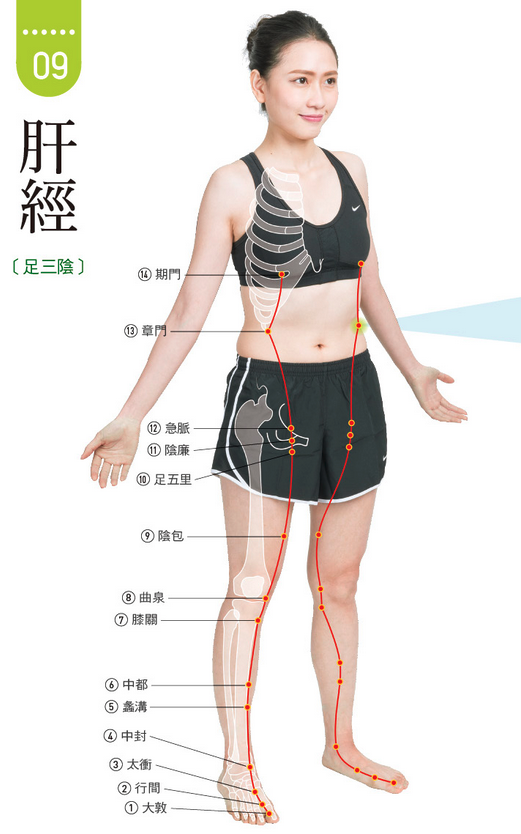 09
肝經
〔足三陰〕
⑭ 期門
⑬ 章門
⑫ 急脈
⑪ 陰廉
⑩ 足五里
⑨ 陰包
⑧ 曲泉
⑦ 膝關
⑥ 中都
⑤ 蠡溝
④ 中封
③ 太衝
② 行間
① 大敦